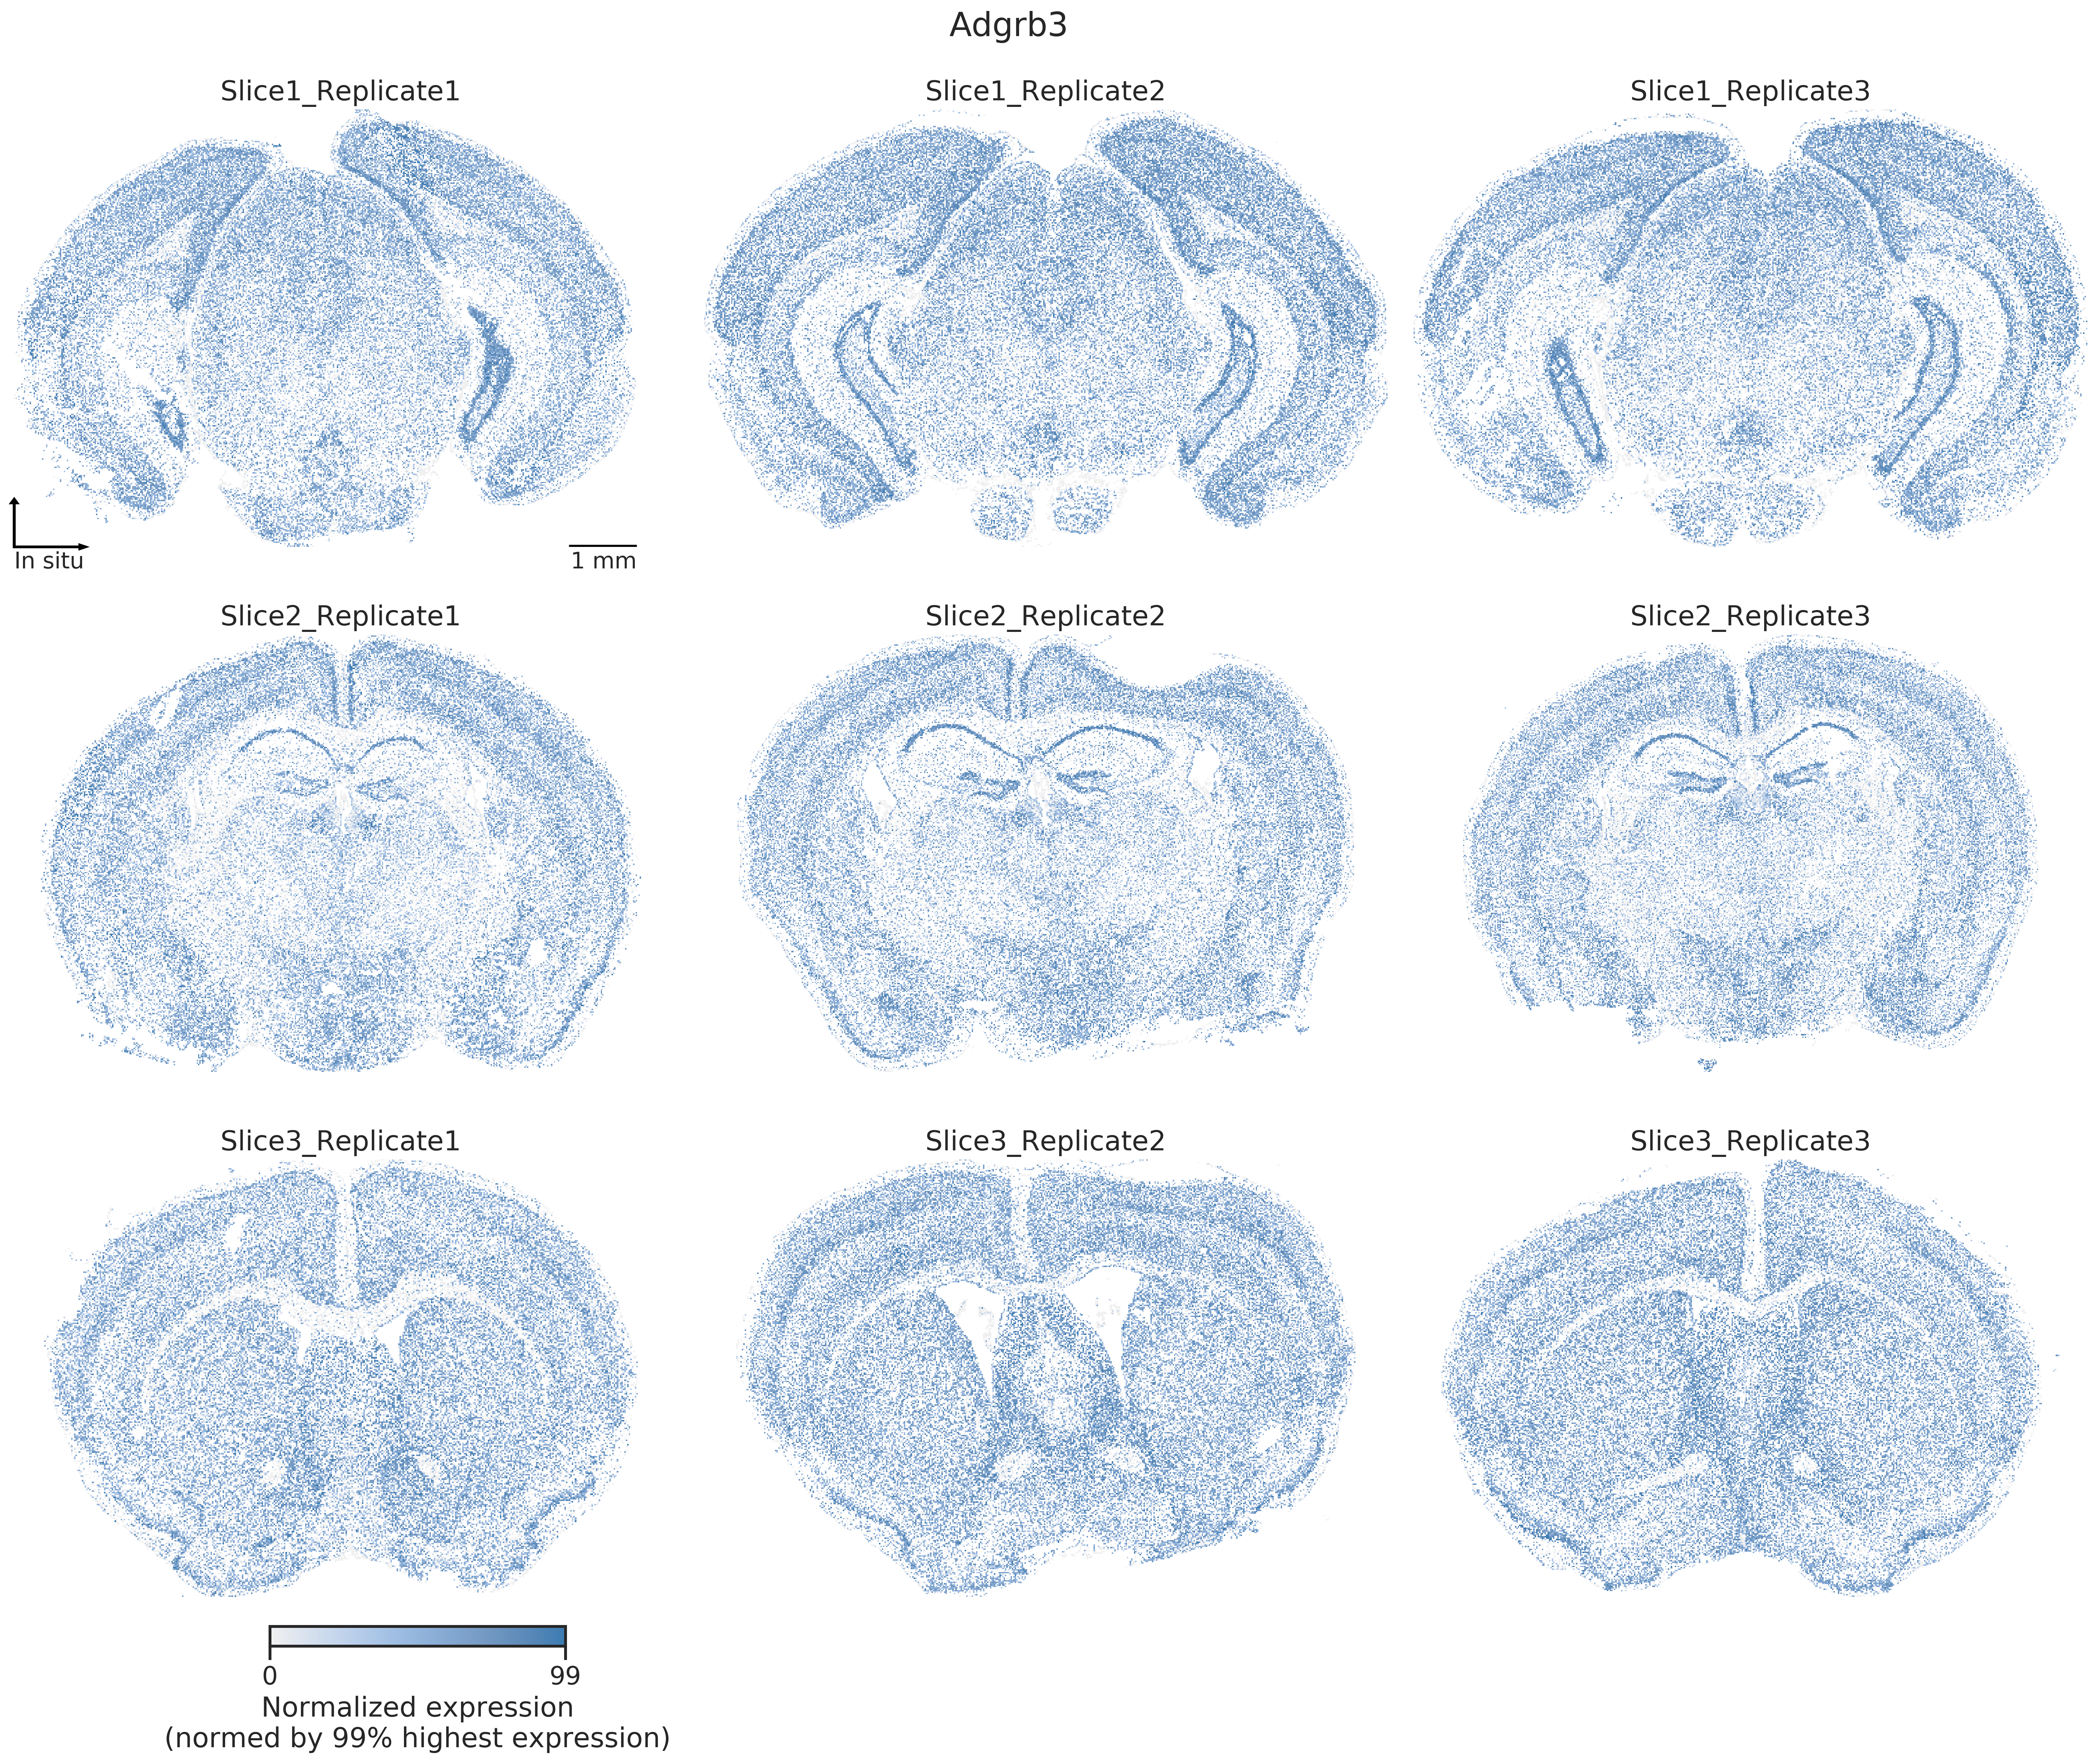 Adgrb3
Slice1_Replicate1
Slice1_Replicate2
Slice1_Replicate3
In situ
1 mm
Slice2_Replicate1
Slice2_Replicate2
Slice2_Replicate3
Slice3_Replicate1
Slice3_Replicate2
Slice3_Replicate3
0
99
Normalized expression
(normed by 99% highest expression)